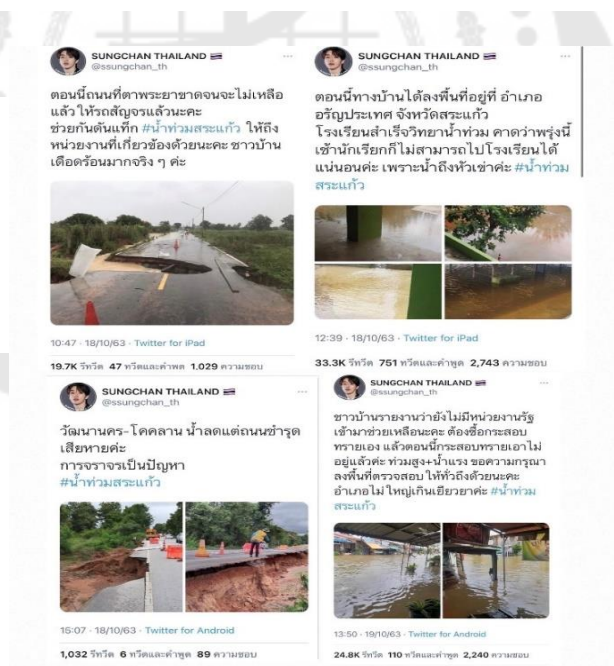 SUNGCHAN THAILAND
@ssungchan_th
ตอนนี้ถนนที่ตาพระยาขาดจนจะไม่เหลือ
แล้ว ให้รถสัญจรแล้วนะคะ
ช่วยกันดันแท็ก #น้ำท่วมสระแก้ว ให้ถึง
หน่วยงานที่เกี่ยวข้องด้วยนะคะ ชาวบ้าน
เดือดร้อนมากจริง ๆ ค่ะ
10:47 · 18/10/63 · Twitter for iPad
19.7K รีทวีต 47 ทวีตและคำพูด 1,029 ความชอบ
SUNGCHAN THAILAND
@ssungchan_th
ตอนนี้ทางบ้านได้ลงพื้นที่อยู่ที่ อำเภอ
อรัญประเทศ จังหวัดสระแก้ว
โรงเรียนสำเร็จวิทยาน้ำท่วม คาดว่าพรุ่งนี้
เช้านักเรียกก็ไม่สามารถไปโรงเรียนได้
แน่นอนค่ะ เพราะน้ำถึงหัวเข่าค่ะ #น้ำท่วม
สระแก้ว
12:39 · 18/10/63 · Twitter for iPad
33.3K รีทวีต 751 ทวีตและคำพูด 2,743 ความชอบ
SUNGCHAN THAILAND
@ssungchan_th
วัฒนานคร-โคคลาน น้ำลดแต่ถนนชำรุด
เสียหายค่ะ
การจราจรเป็นปัญหา
#น้ำท่วมสระแก้ว
15:07 · 18/10/63 · Twitter for Android
1,032 รีทวีต 6 ทวีตและคำพูด 89 ความชอบ
SUNGCHAN THAILAND
@ssungchan_th
ชาวบ้านรายงานว่ายังไม่มีหน่วยงานรัฐ
เข้ามาช่วยเหลือนะคะ ต้องซื้อกระสอบ
ทรายเอง แล้วตอนนี้กระสอบทรายเอาไม่
อยู่แล้วค่ะ ท่วมสูง+น้ำแรง ขอความกรุณา
ลงพื้นที่ตรวจสอบ ให้ทั่วถึงด้วยนะคะ
อำเภอไม่ใหญ่เกินเยียวยาค่ะ #น้ำท่วม
สระแก้ว
13:50 · 19/10/63 · Twitter for Android
24.8K รีทวีต 110 ทวีตและคำพูด 2,240 ความชอบ